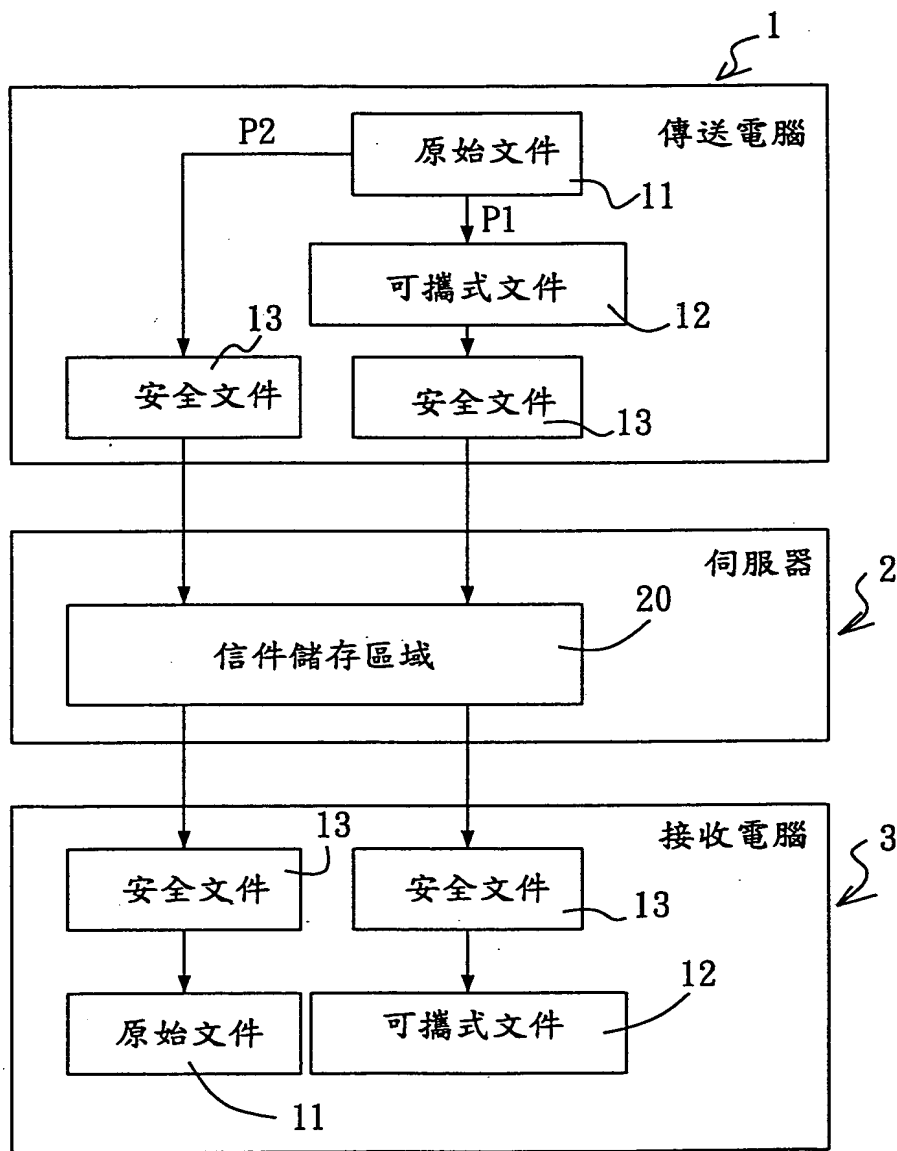 1
傳送電腦
P2
原始文件
11
P1
可攜式文件
12
13
安全文件
安全文件
13
伺服器
2
20
信件儲存區域
接收電腦
3
13
安全文件
安全文件
13
12
原始文件
可攜式文件
11